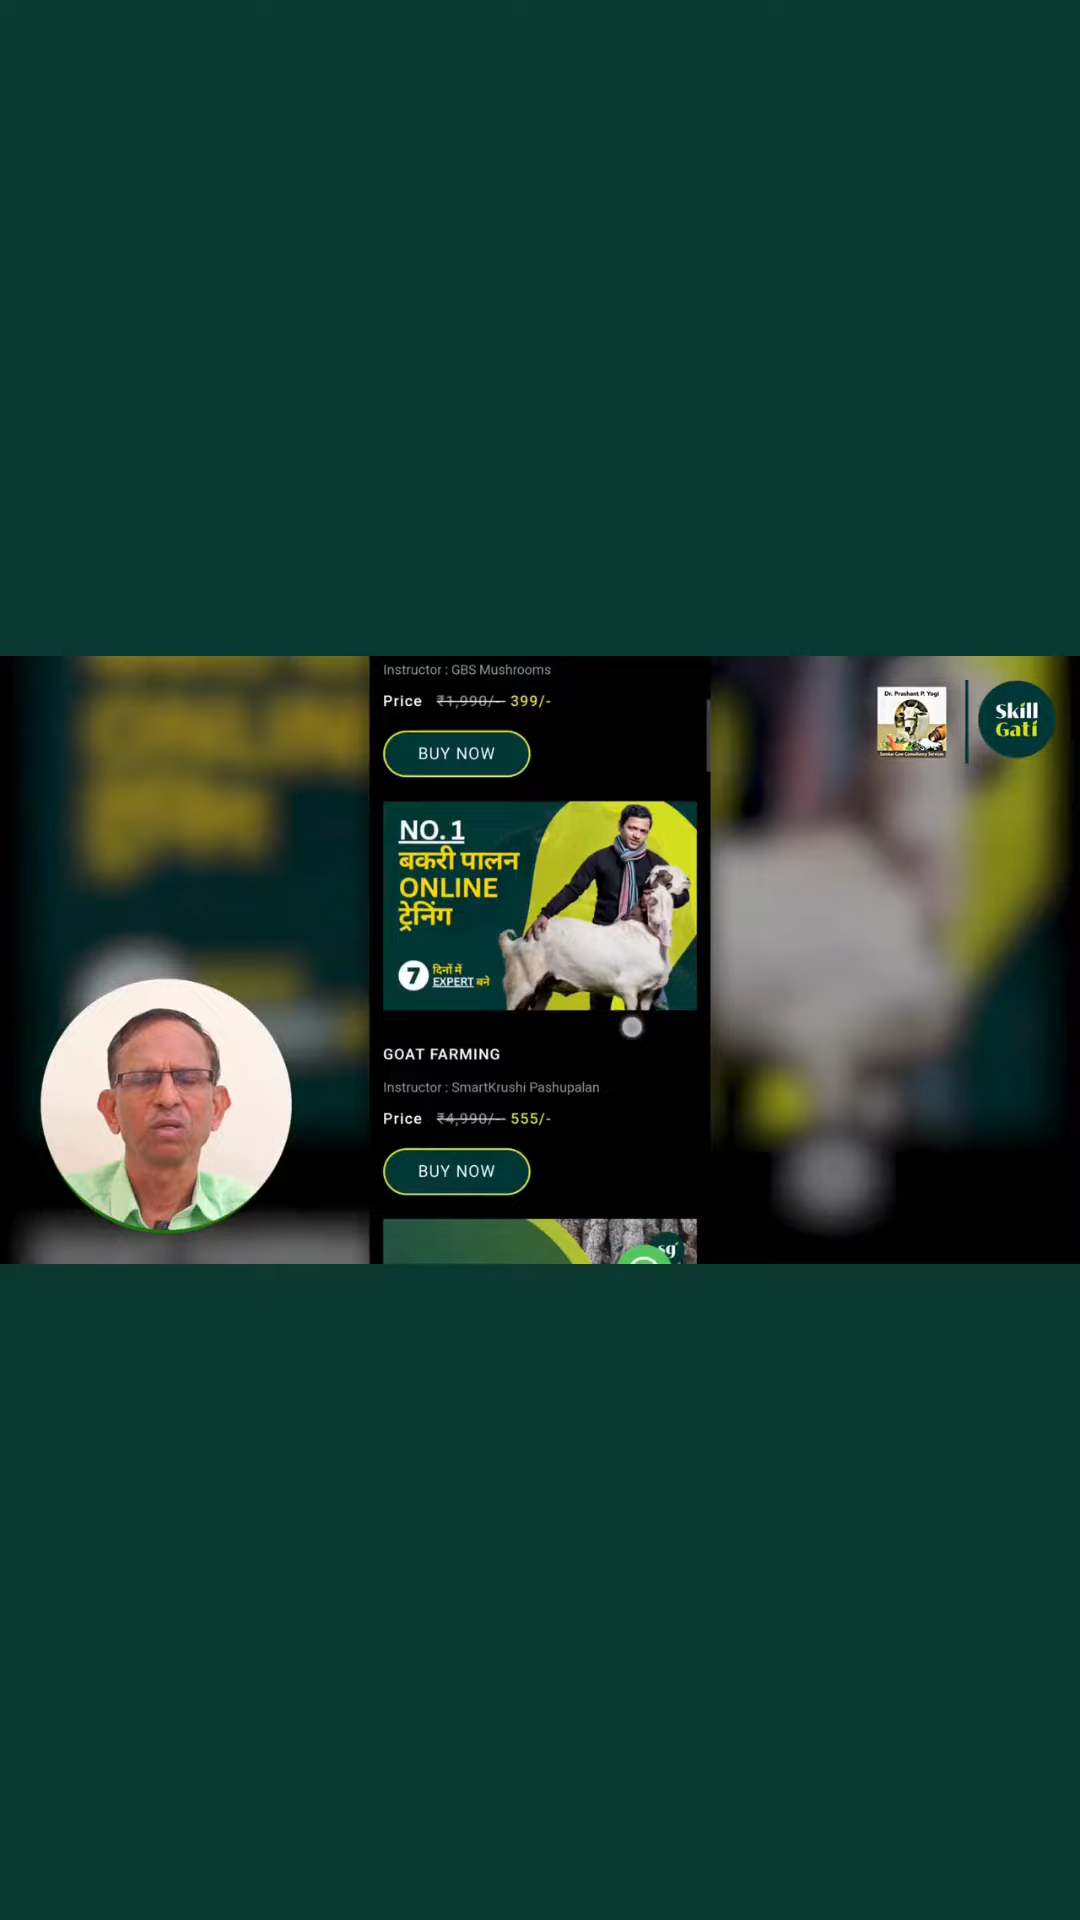 Instructor : GBS Mushrooms
Price ₹1,990/- 399/-
BUY NOW
Dr. Prashant P. Yogi
Skill
Gati
NO. 1
बकरी पालन
ONLINE
ट्रेनिंग
7 दिनों में
EXPERT बने
GOAT FARMING
Instructor : SmartKrushi Pashupalan
Price ₹4,990/- 555/-
BUY NOW
sg